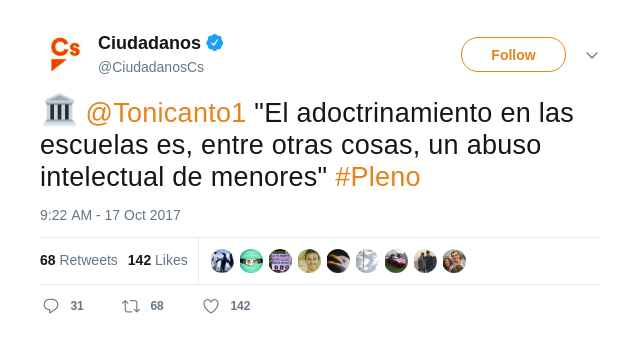 Cs
Ciudadanos
@CiudadanosCs
Follow
🏛 @Tonicanto1 "El adoctrinamiento en las
escuelas es, entre otras cosas, un abuso
intelectual de menores" #Pleno
9:22 AM - 17 Oct 2017
68 Retweets 142 Likes
31 68 142